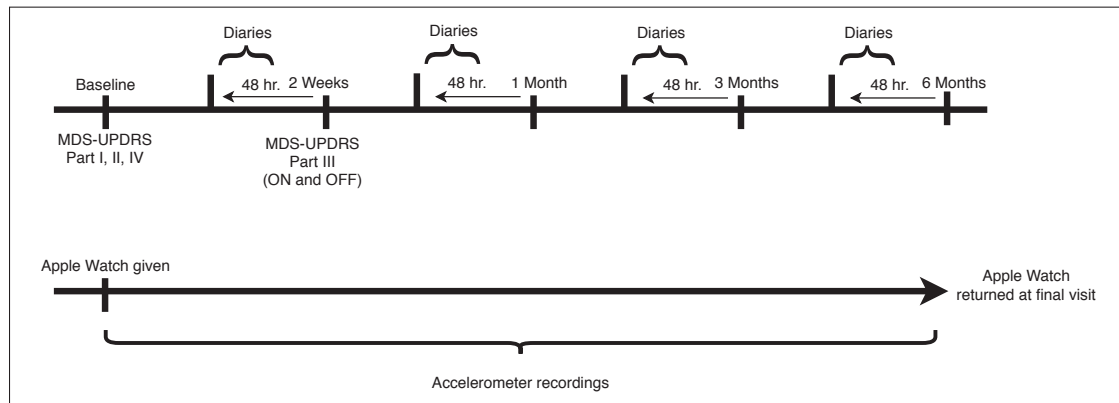 Diaries
Diaries
Diaries
Diaries
Baseline
48 hr.
2 Weeks
48 hr.
1 Month
48 hr.
3 Months
48 hr.
6 Months
MDS-UPDRS
Part I, II, IV
MDS-UPDRS
Part III
(ON and OFF)
Apple Watch given
Apple Watch
returned at final visit
Accelerometer recordings